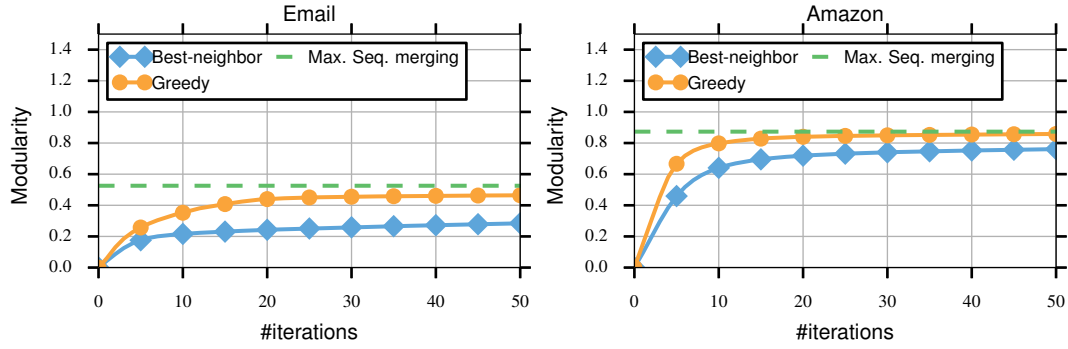 Email
Modularity
1.4
1.2
1.0
0.8
0.6
0.4
0.2
0.0
Best-neighbor
Greedy
Max. Seq. merging
0 10 20 30 40 50
#iterations
Amazon
Modularity
1.4
1.2
1.0
0.8
0.6
0.4
0.2
0.0
Best-neighbor
Greedy
Max. Seq. merging
0 10 20 30 40 50
#iterations